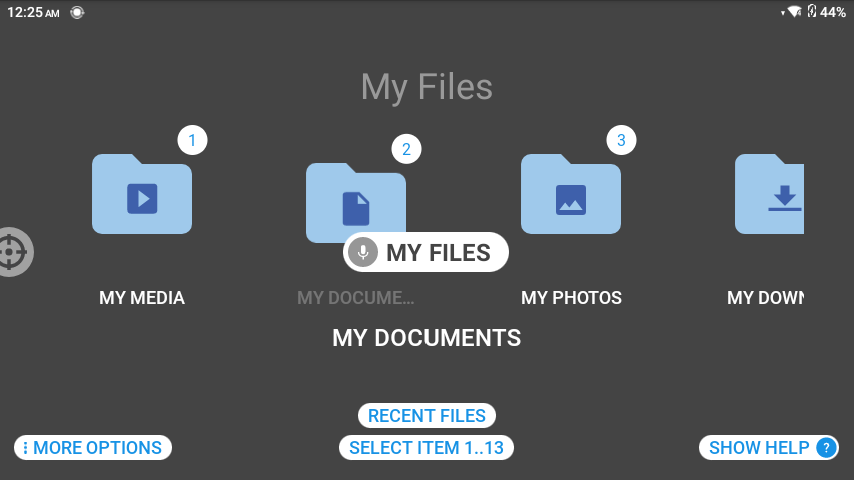 12:25 AM
44%
My Files
1
2
3
MY FILES
MY MEDIA
MY DOCUME...
MY PHOTOS
MY DOWN
MY DOCUMENTS
RECENT FILES
MORE OPTIONS
SELECT ITEM 1..13
SHOW HELP ?